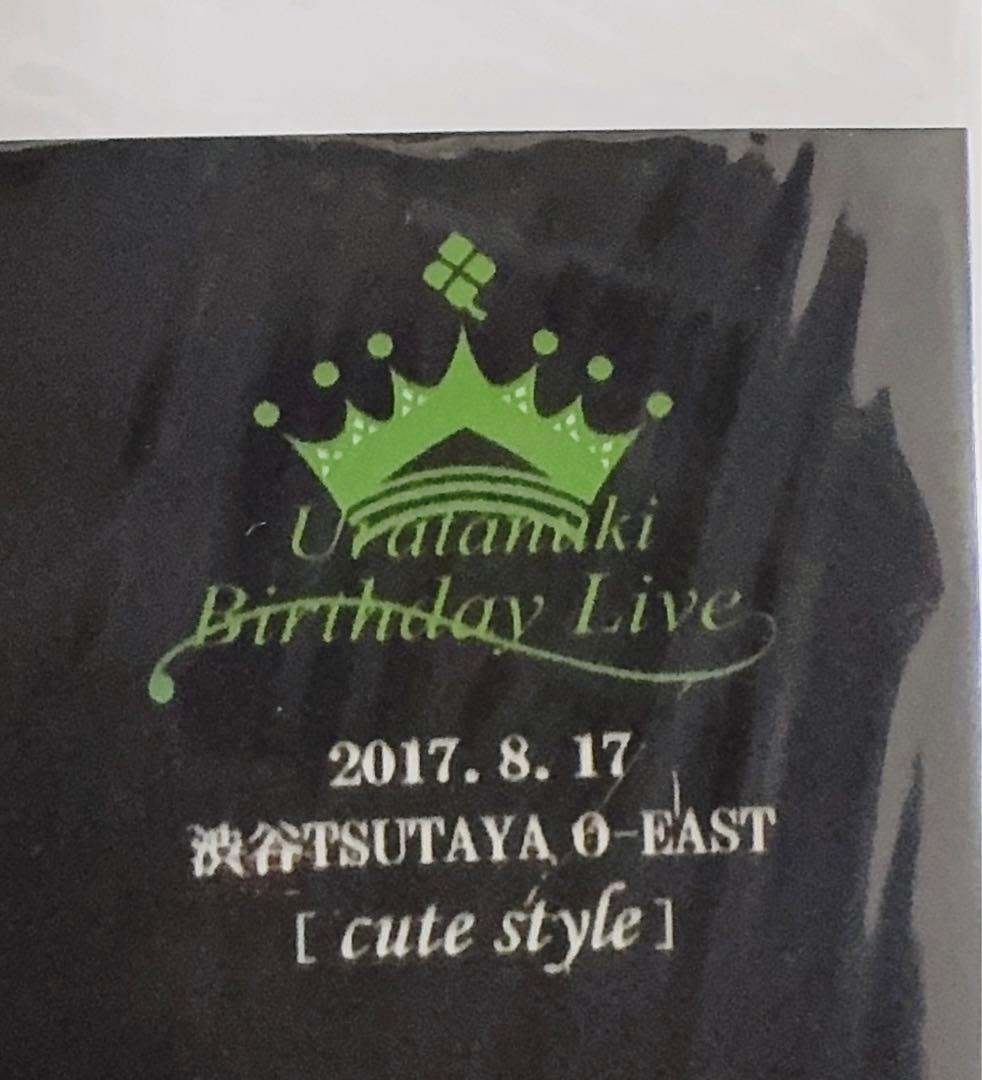 Uratanuki
Birthday Live
2017. 8. 17
渋谷TSUTAYA O-EAST
[ cute style ]